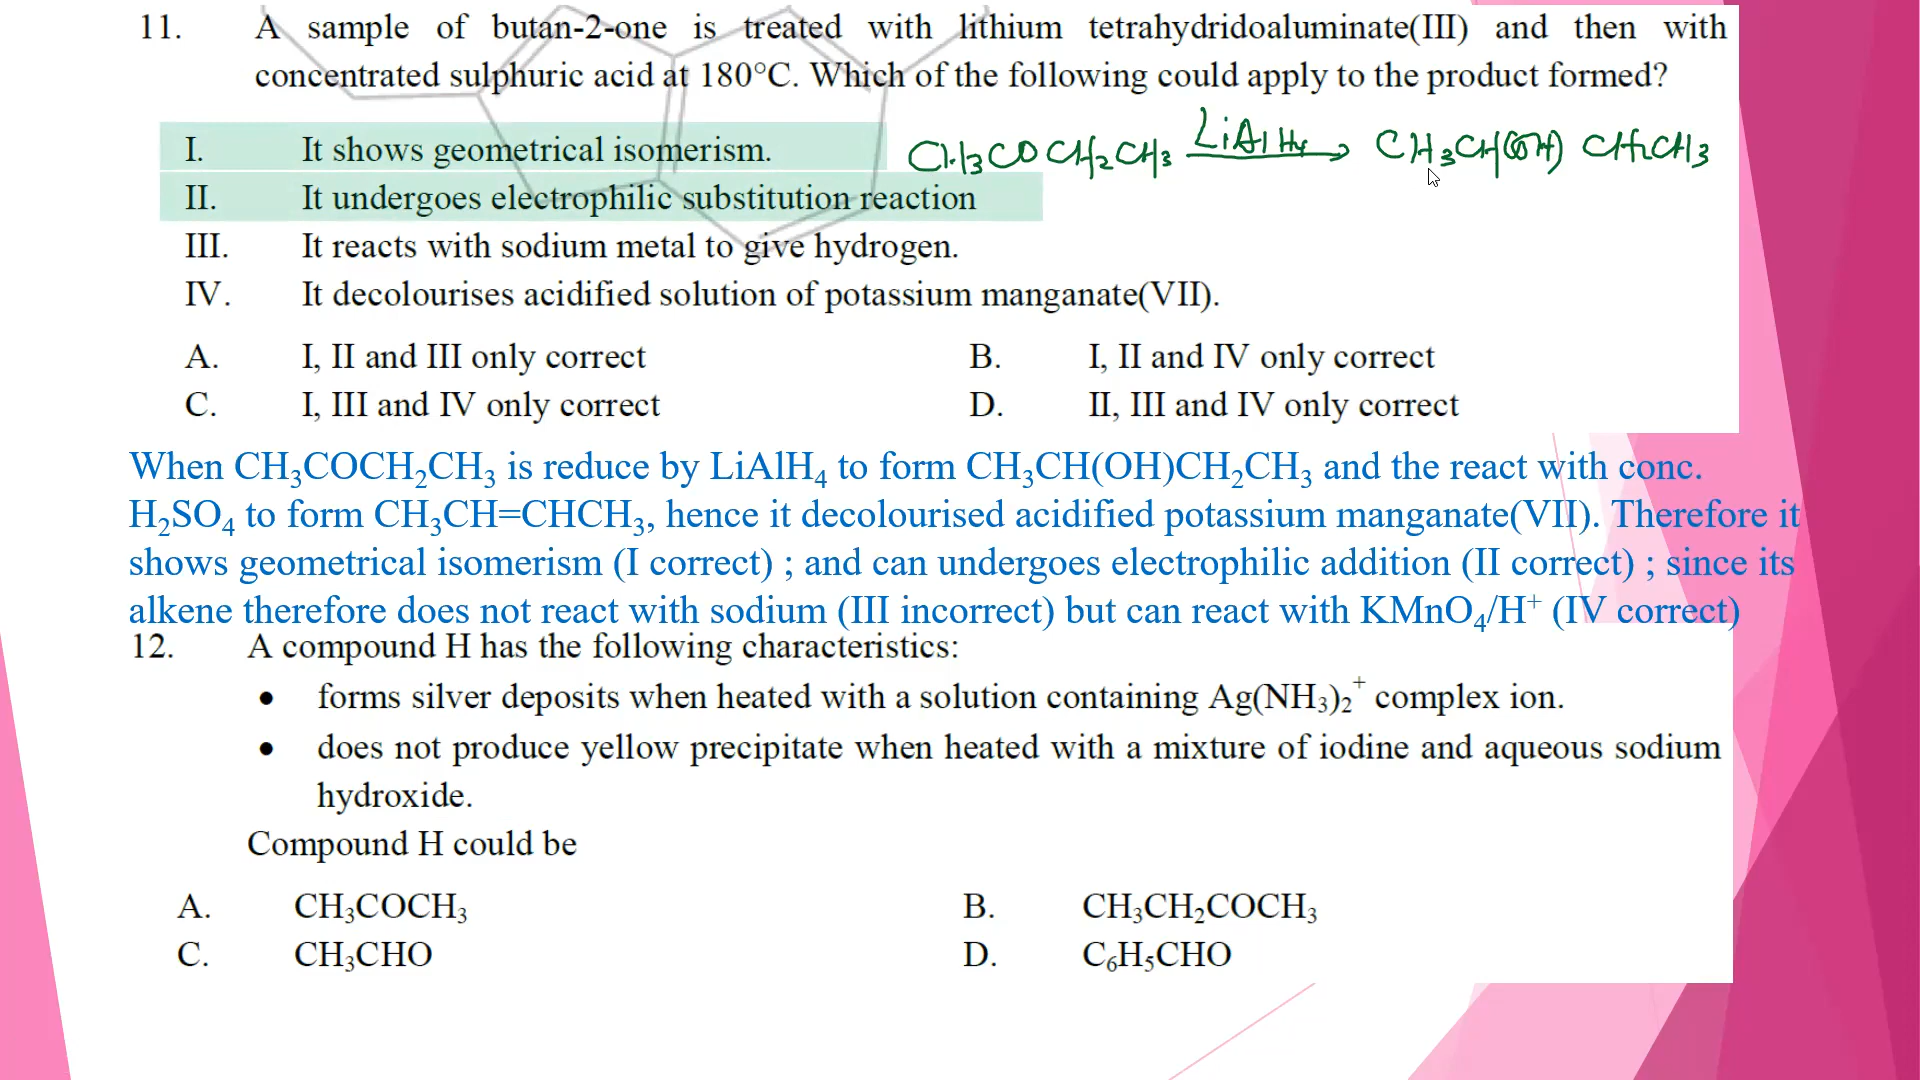 11. A sample of butan-2-one is treated with lithium tetrahydridoaluminate(III) and then with
concentrated sulphuric acid at 180°C. Which of the following could apply to the product formed?
I. It shows geometrical isomerism.
CH3COCH2CH3 LiAlH4 → CH3CH(OH)CH2CH3
II. It undergoes electrophilic substitution reaction
III. It reacts with sodium metal to give hydrogen.
IV. It decolourises acidified solution of potassium manganate(VII).
A. I, II and III only correct B. I, II and IV only correct
C. I, III and IV only correct D. II, III and IV only correct
When CH₃COCH₂CH₃ is reduce by LiAlH₄ to form CH₃CH(OH)CH₂CH₃ and the react with conc.
H₂SO₄ to form CH₃CH=CHCH₃, hence it decolourised acidified potassium manganate(VII). Therefore it
shows geometrical isomerism (I correct) ; and can undergoes electrophilic addition (II correct) ; since its
alkene therefore does not react with sodium (III incorrect) but can react with KMnO₄/H⁺ (IV correct)
12. A compound H has the following characteristics:
• forms silver deposits when heated with a solution containing Ag(NH₃)₂⁺ complex ion.
• does not produce yellow precipitate when heated with a mixture of iodine and aqueous sodium
hydroxide.
Compound H could be
A. CH₃COCH₃ B. CH₃CH₂COCH₃
C. CH₃CHO D. C₆H₅CHO